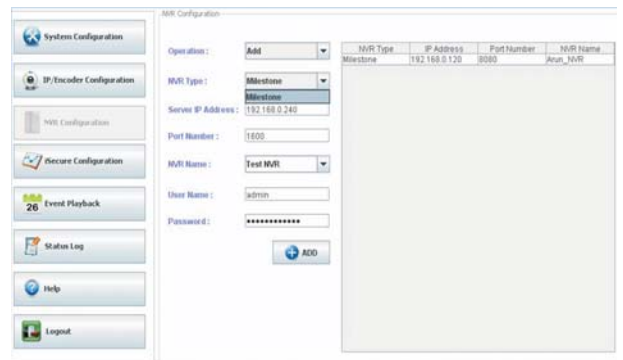 NVR Configuration
System Configuration
IP/Encoder Configuration
NVR Configuration
iSecure Configuration
26 Event Playback
Status Log
Help
Logout
Operation : Add
NVR Type : Milestone
Milestone
Server IP Address : 192.168.0.240
Port Number : 1600
NVR Name : Test NVR
User Name : admin
Password : ************
ADD
NVR Type IP Address Port Number NVR Name
Milestone 192.168.0.120 8080 Arun_NVR